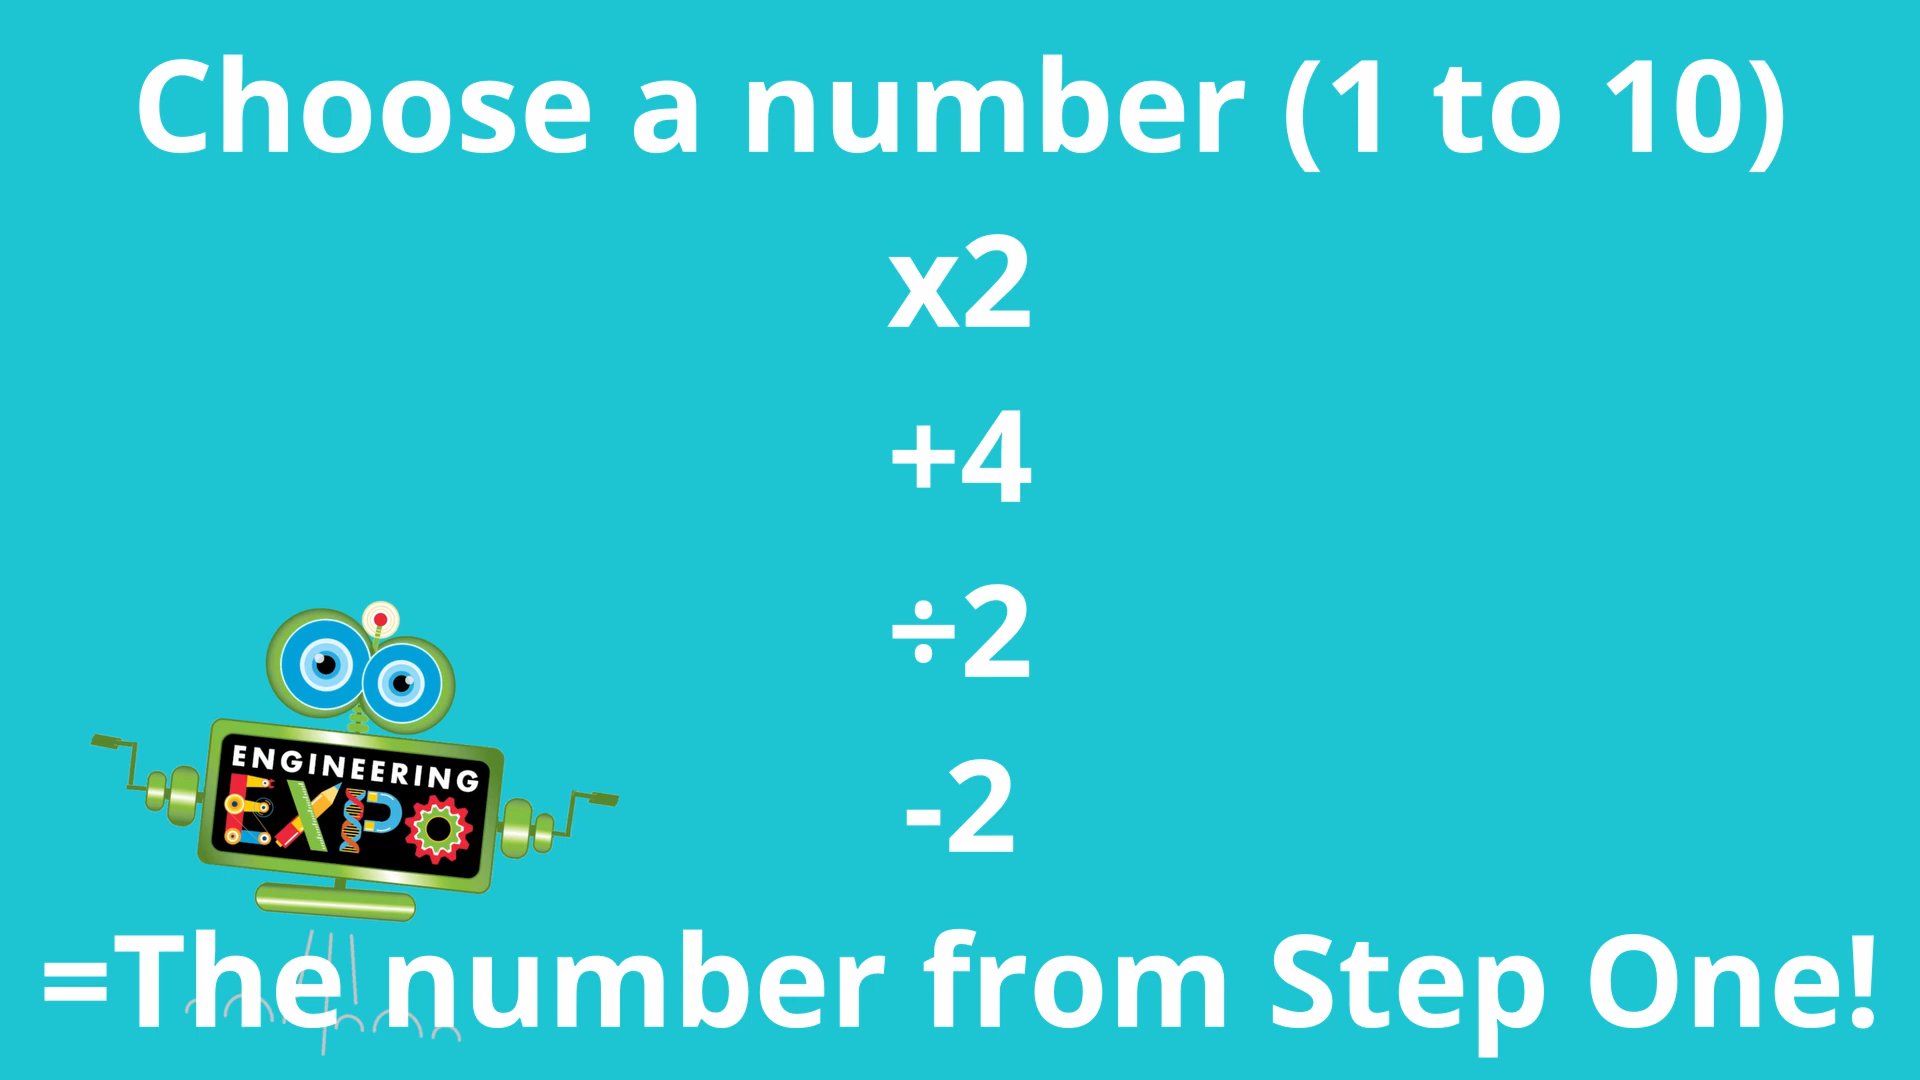 Choose a number (1 to 10)
x2
+4
÷2
-2
ENGINEERING
EXPO
=The number from Step One!